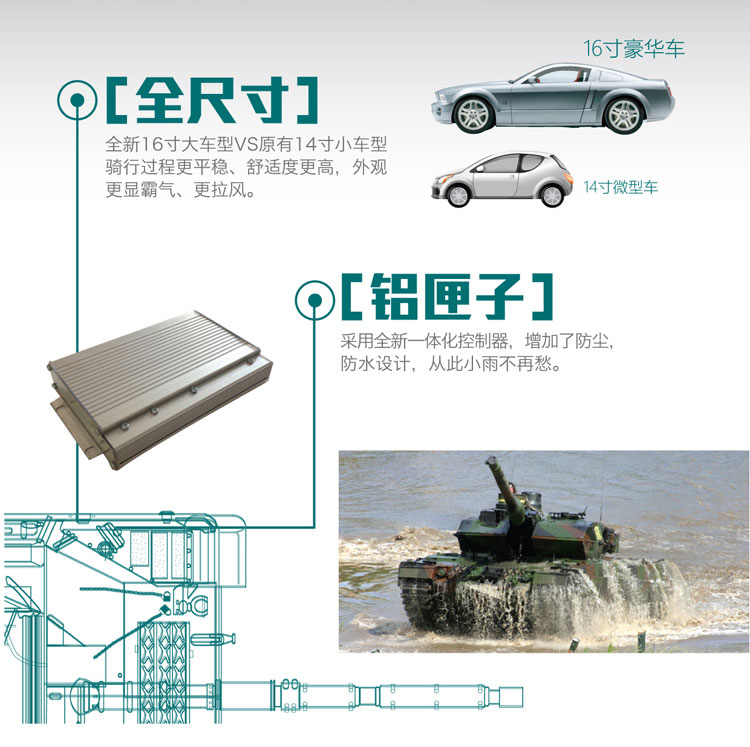 16寸豪华车
[全尺寸]
全新16寸大车型VS原有14寸小车型
骑行过程更平稳、舒适度更高，外观
更显霸气、更拉风。
14寸微型车
[铝匣子]
采用全新一体化控制器，增加了防尘，
防水设计，从此小雨不再愁。